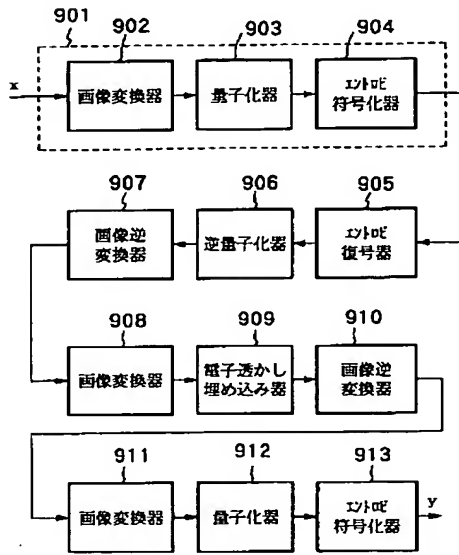 901
902
903
904
x
画像変換器
量子化器
エントロピ
符号化器
907
906
905
画像逆
変換器
逆量子化器
エントロピ
復号器
908
909
910
画像変換器
電子透かし
埋め込み器
画像逆
変換器
911
912
913
画像変換器
量子化器
エントロピ
符号化器
y